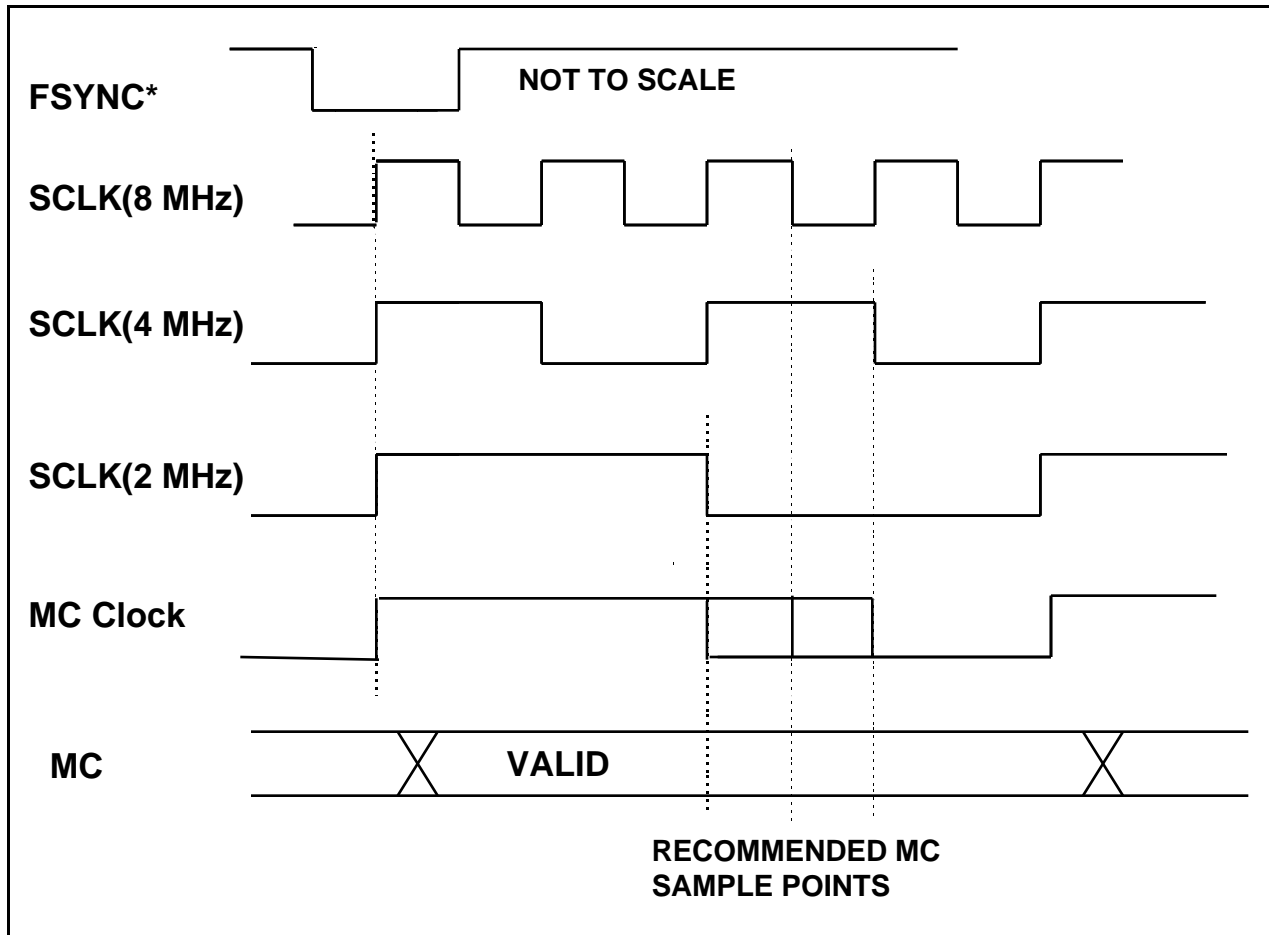 FSYNC*
NOT TO SCALE
SCLK(8 MHz)
SCLK(4 MHz)
SCLK(2 MHz)
MC Clock
MC
VALID
RECOMMENDED MC
SAMPLE POINTS